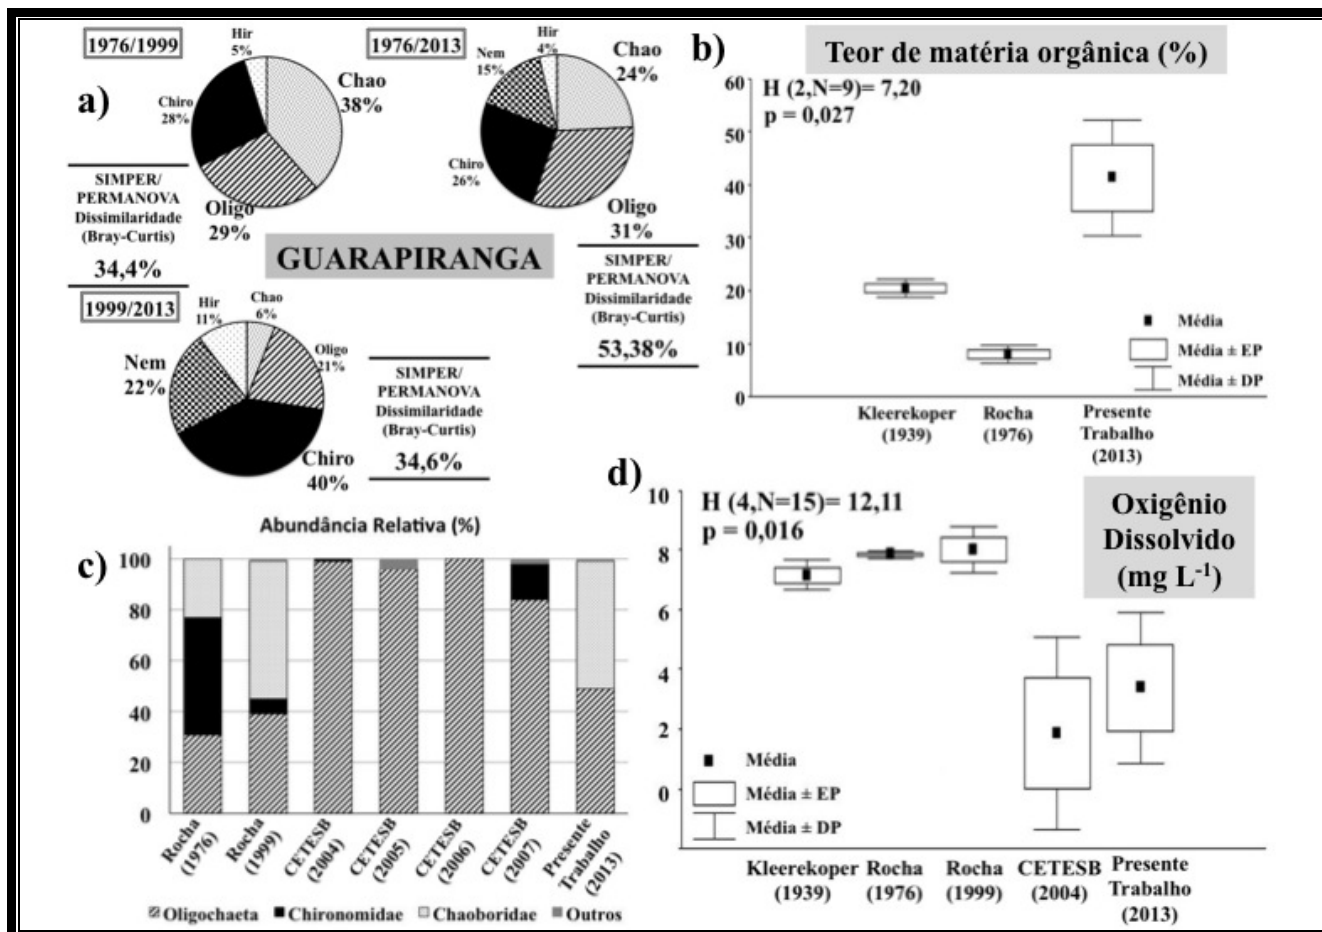 a)
1976/1999
Hir
5%
Chao
38%
Chiro
28%
Oligo
29%
SIMPER/
PERMANOVA
Dissimilaridade
(Bray-Curtis)
34,4%
1976/2013
Hir
4%
Nem
15%
Chao
24%
Chiro
26%
Oligo
31%
SIMPER/
PERMANOVA
Dissimilaridade
(Bray-Curtis)
53,38%
GUARAPIRANGA
1999/2013
Hir
11%
Chao
6%
Oligo
21%
Nem
22%
Chiro
40%
SIMPER/
PERMANOVA
Dissimilaridade
(Bray-Curtis)
34,6%
b)
Teor de matéria orgânica (%)
H (2,N=9)= 7,20
p = 0,027
60
50
40
30
20
10
0
Média
Média ± EP
Média ± DP
Kleerekoper
(1939)
Rocha
(1976)
Presente
Trabalho
(2013)
c)
Abundância Relativa (%)
100
80
60
40
20
0
Rocha
(1976)
Rocha
(1999)
CETESB
(2004)
CETESB
(2005)
CETESB
(2006)
CETESB
(2007)
Presente
Trabalho
(2013)
Oligochaeta Chironomidae Chaoboridae Outros
d)
H (4,N=15)= 12,11
p = 0,016
Oxigênio
Dissolvido
(mg L⁻¹)
10
8
6
4
2
0
Média
Média ± EP
Média ± DP
Kleerekoper
(1939)
Rocha
(1976)
Rocha
(1999)
CETESB
(2004)
Presente
Trabalho
(2013)